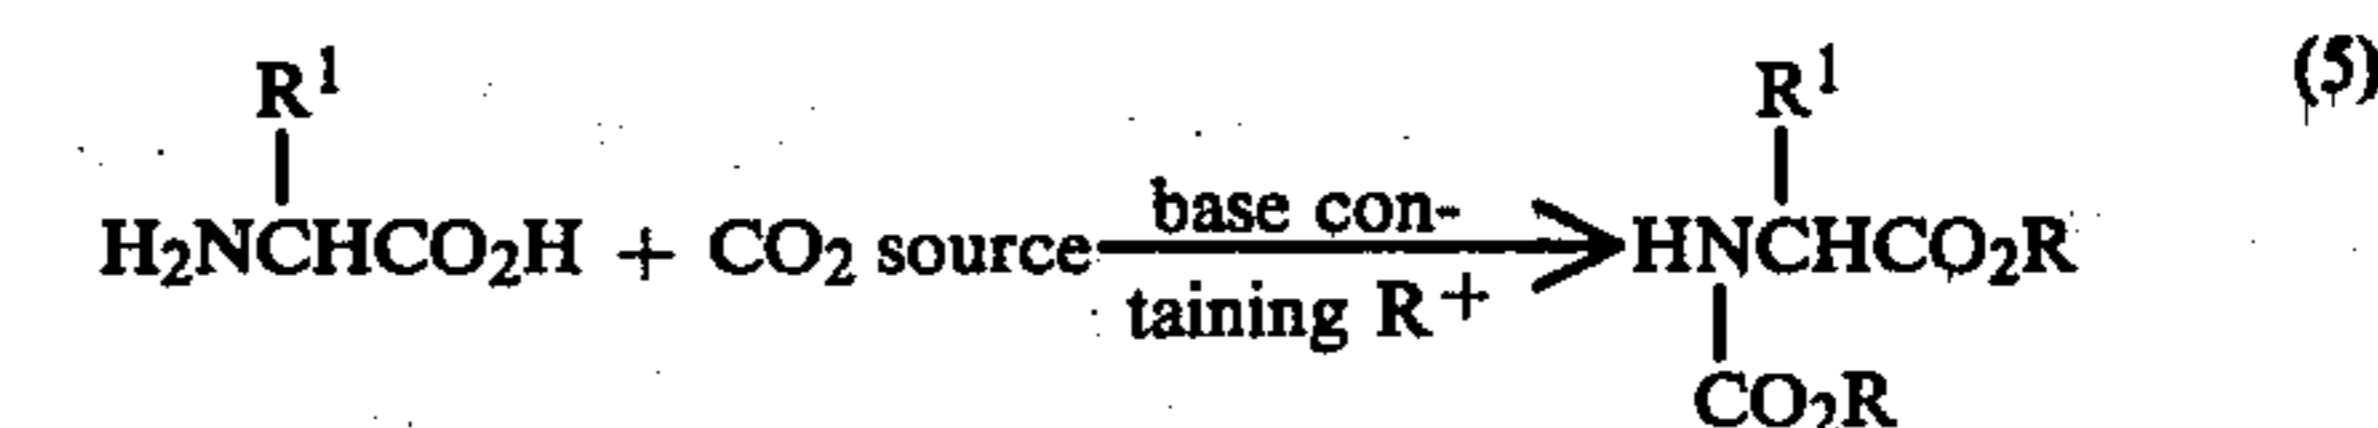 R¹ R¹ (5)
H₂NCHCO₂H + CO₂ source base con- HNCHCO₂R
taining R⁺
CO₂R